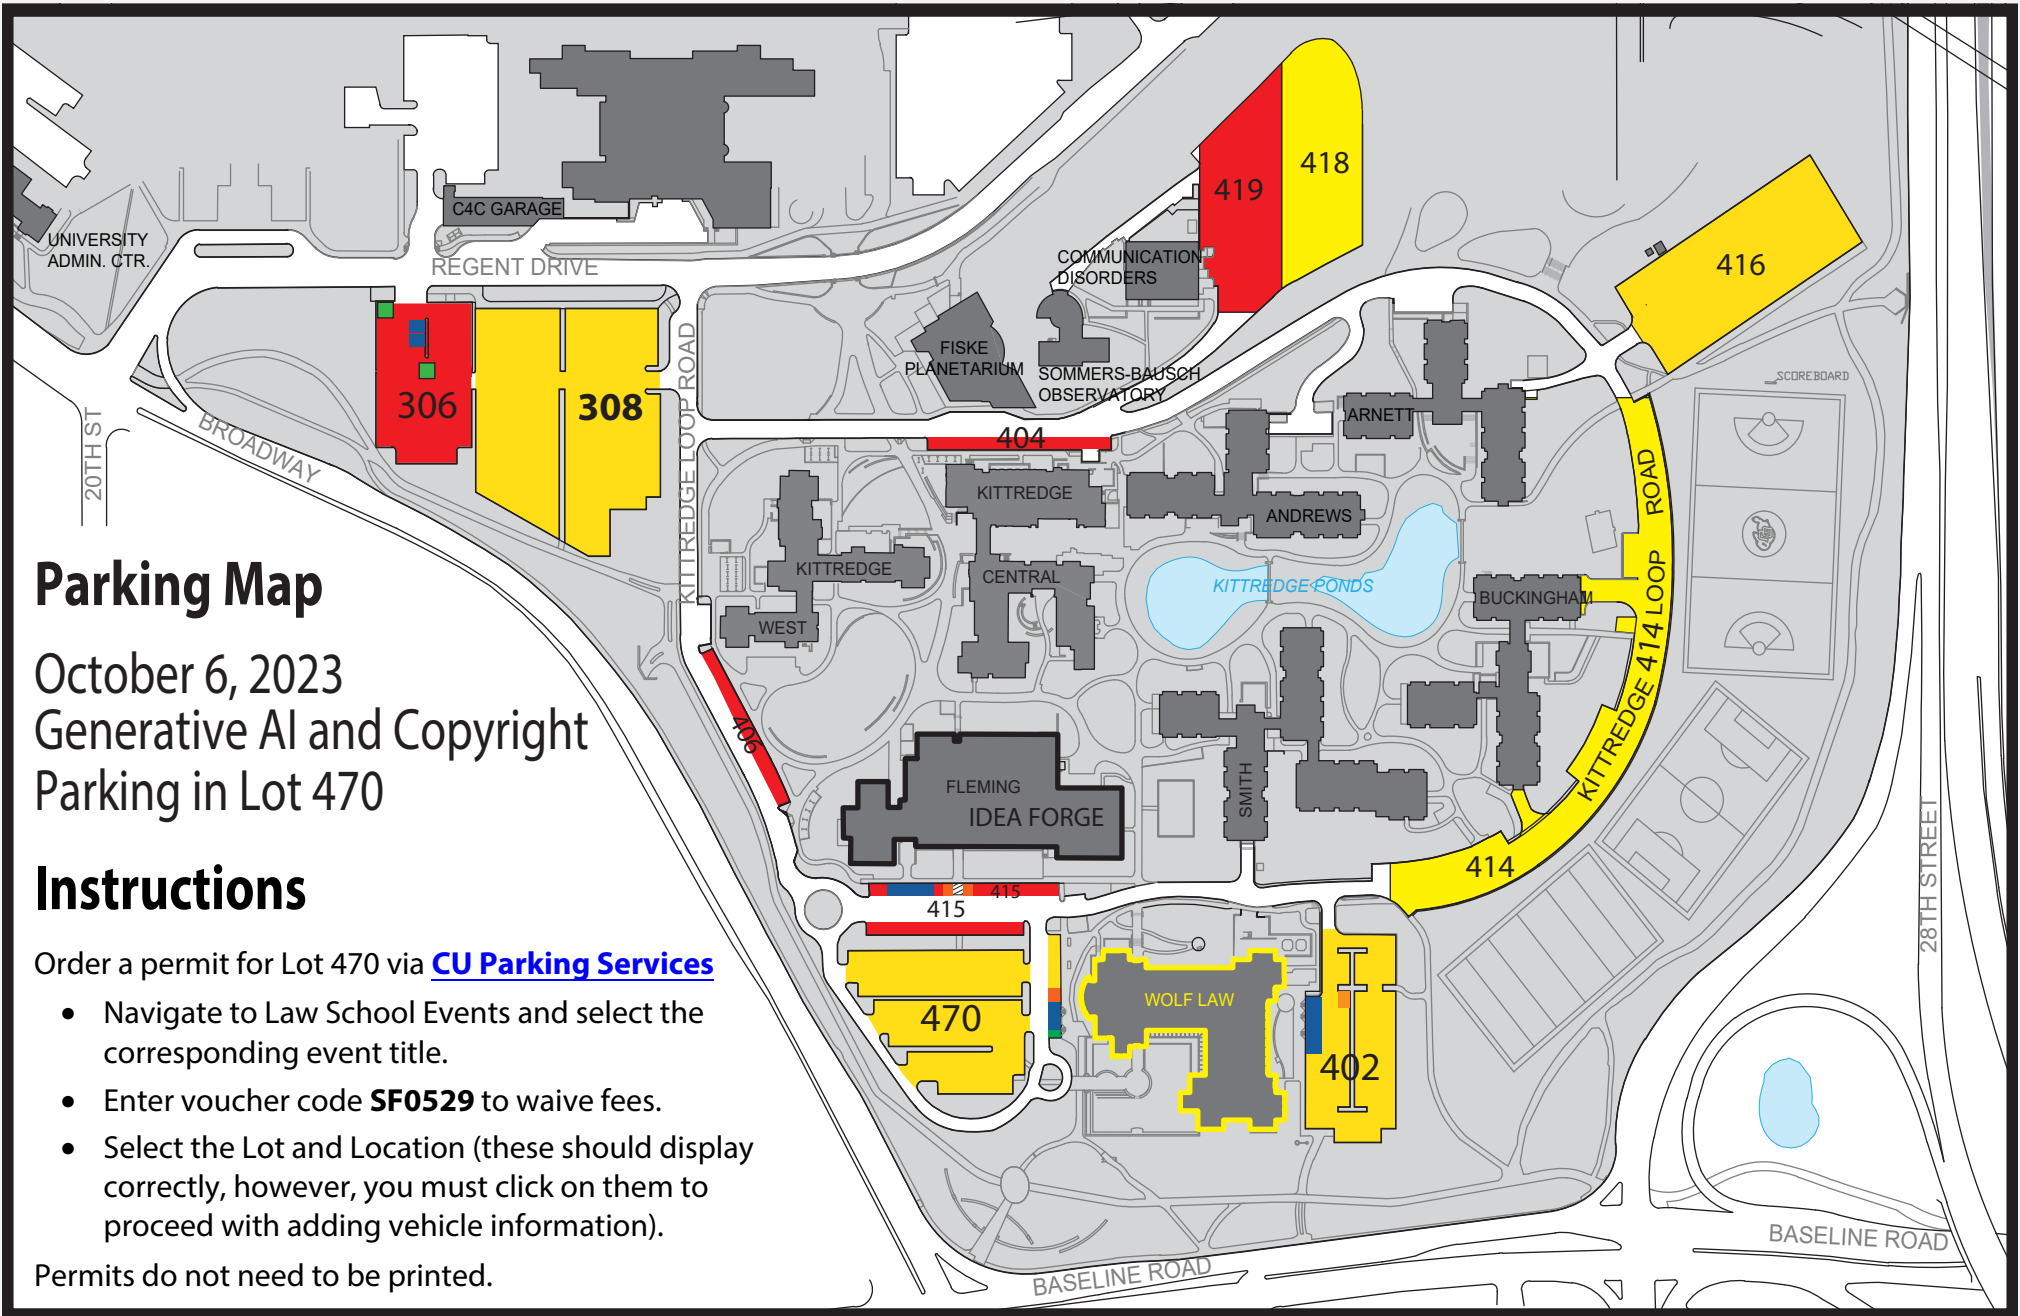 UNIVERSITY
ADMIN. CTR.
C4C GARAGE
REGENT DRIVE
COMMUNICATION
DISORDERS
419
418
416
306
308
KITTREDGE LOOP ROAD
FISKE
PLANETARIUM
SOMMERS-BAUSCH
OBSERVATORY
404
ARNETT
SCOREBOARD
20TH ST
BROADWAY
KITTREDGE
ANDREWS
KITTREDGE
WEST
CENTRAL
KITTREDGE PONDS
BUCKINGHAM
KITTREDGE 414 LOOP ROAD
406
FLEMING
IDEA FORGE
SMITH
414
415
415
470
WOLF LAW
402
28TH STREET
BASELINE ROAD
BASELINE ROAD
Parking Map
October 6, 2023
Generative AI and Copyright
Parking in Lot 470
Instructions
Order a permit for Lot 470 via CU Parking Services
• Navigate to Law School Events and select the
corresponding event title.
• Enter voucher code SF0529 to waive fees.
• Select the Lot and Location (these should display
correctly, however, you must click on them to
proceed with adding vehicle information).
Permits do not need to be printed.